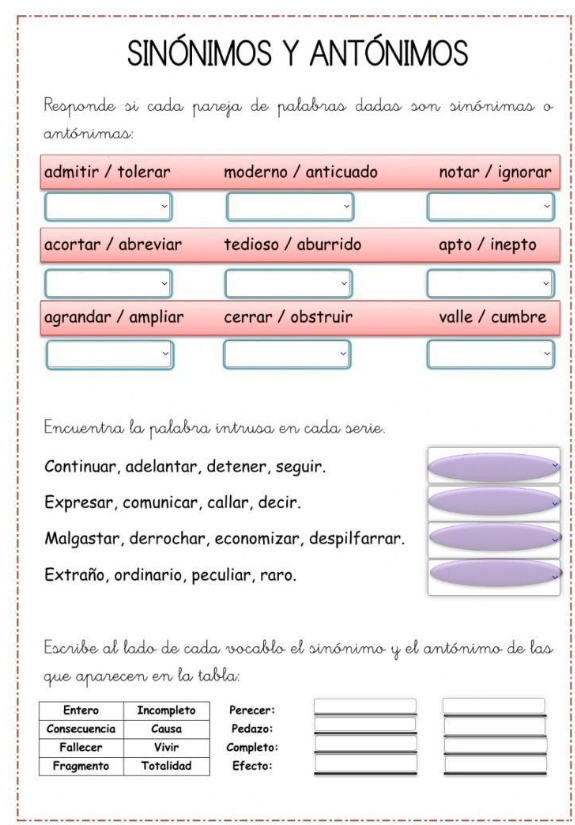 SINÓNIMOS Y ANTÓNIMOS
Responde si cada pareja de palabras dadas son sinónimas o
antónimas:
admitir / tolerar moderno / anticuado notar / ignorar
acortar / abreviar tedioso / aburrido apto / inepto
agrandar / ampliar cerrar / obstruir valle / cumbre
Encuentra la palabra intrusa en cada serie.
Continuar, adelantar, detener, seguir.
Expresar, comunicar, callar, decir.
Malgastar, derrochar, economizar, despilfarrar.
Extraño, ordinario, peculiar, raro.
Escribe al lado de cada vocablo el sinónimo y el antónimo de las
que aparecen en la tabla:
Entero Incompleto Perecer:
Consecuencia Causa Pedazo:
Fallecer Vivir Completo:
Fragmento Totalidad Efecto: